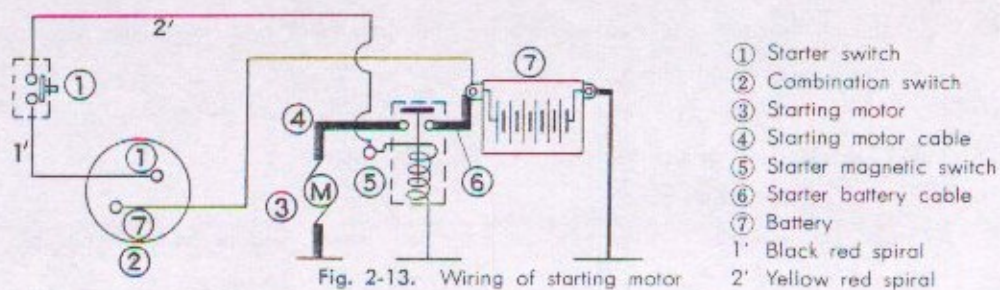 2'
① Starter switch
② Combination switch
③ Starting motor
④ Starting motor cable
⑤ Starter magnetic switch
⑥ Starter battery cable
⑦ Battery
1' Black red spiral
2' Yellow red spiral
①
1'
①
⑦
②
④
③
M
⑤
⑥
⑦
Fig. 2-13. Wiring of starting motor